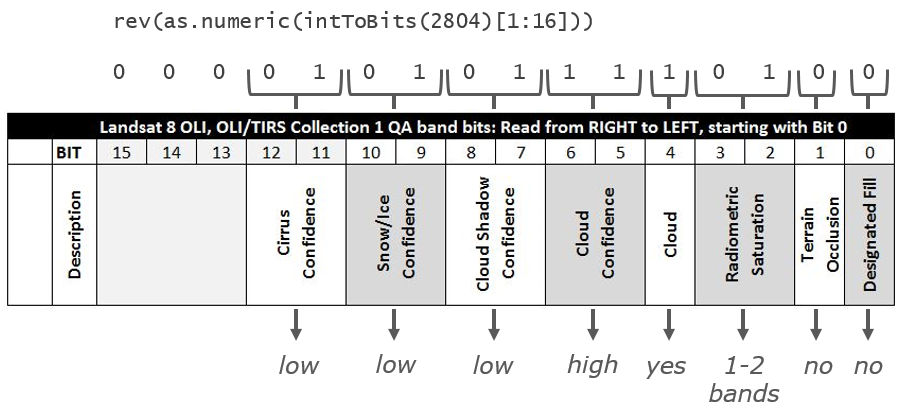 rev(as.numeric(intToBits(2804)[1:16]))
0 0 0 0 1 0 1 0 1 1 1 1 0 1 0 0
Landsat 8 OLI, OLI/TIRS Collection 1 QA band bits: Read from RIGHT to LEFT, starting with Bit 0
BIT 15 14 13 12 11 10 9 8 7 6 5 4 3 2 1 0
Description
Cirrus
Confidence
Snow/Ice
Confidence
Cloud Shadow
Confidence
Cloud
Confidence
Cloud
Radiometric
Saturation
Terrain
Occlusion
Designated Fill
low low low high yes 1-2 no no
bands